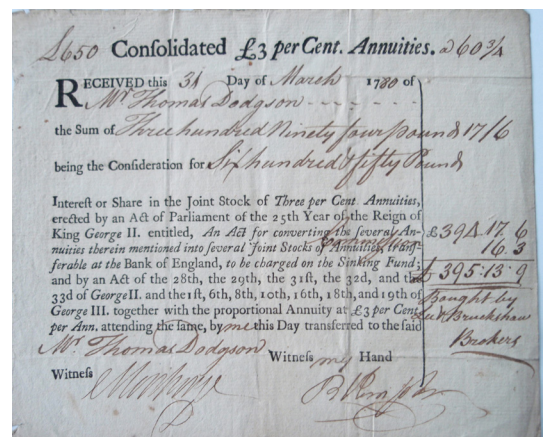 £650 Consolidated £3 per Cent. Annuities. a 60 3/4
RECEIVED this 31 Day of March 1780 of
Mr Thomas Dodgson
the Sum of Three hundred Ninety four pounds 17/6
being the Consideration for Six hundred & fifty Pounds
Intereſt or Share in the Joint Stock of Three per Cent. Annuities,
erected by an Act of Parliament of the 25th Year of the Reign of
King George II. entitled, An Act for converting the ſeveral An-
nuities therein mentioned into ſeveral Joint Stocks of Annuities, tranſ-
ferable at the Bank of England, to be charged on the Sinking Fund;
and by an Act of the 28th, the 29th, the 31ſt, the 32d, and the
33d of George II. and the 1ſt, 6th, 8th, 10th, 16th, 18th, and 19th of
George III. together with the proportional Annuity at £3 per Cent.
per Ann. attending the ſame, by me this Day transferred to the ſaid
Mr Thomas Dodgson
Witneſs my Hand
Witneſs
£394 17. 6
16. 3
£395:13:9
Bought by
Bruckshaw
Brokers